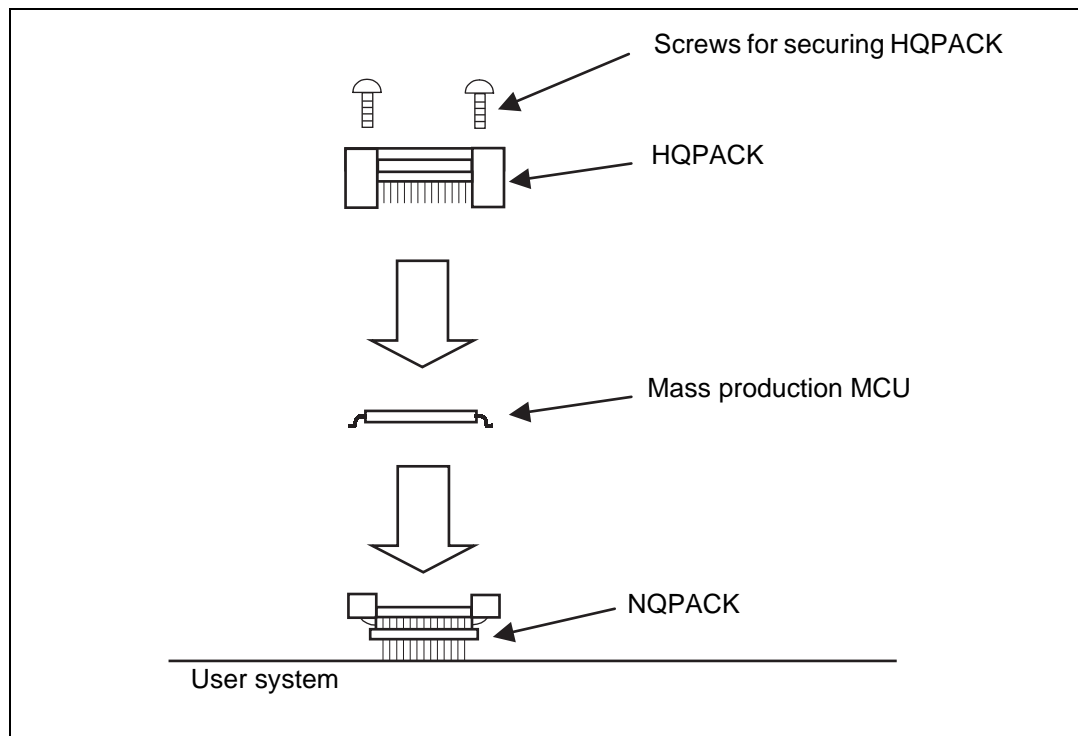 Screws for securing HQPACK
HQPACK
Mass production MCU
NQPACK
User system